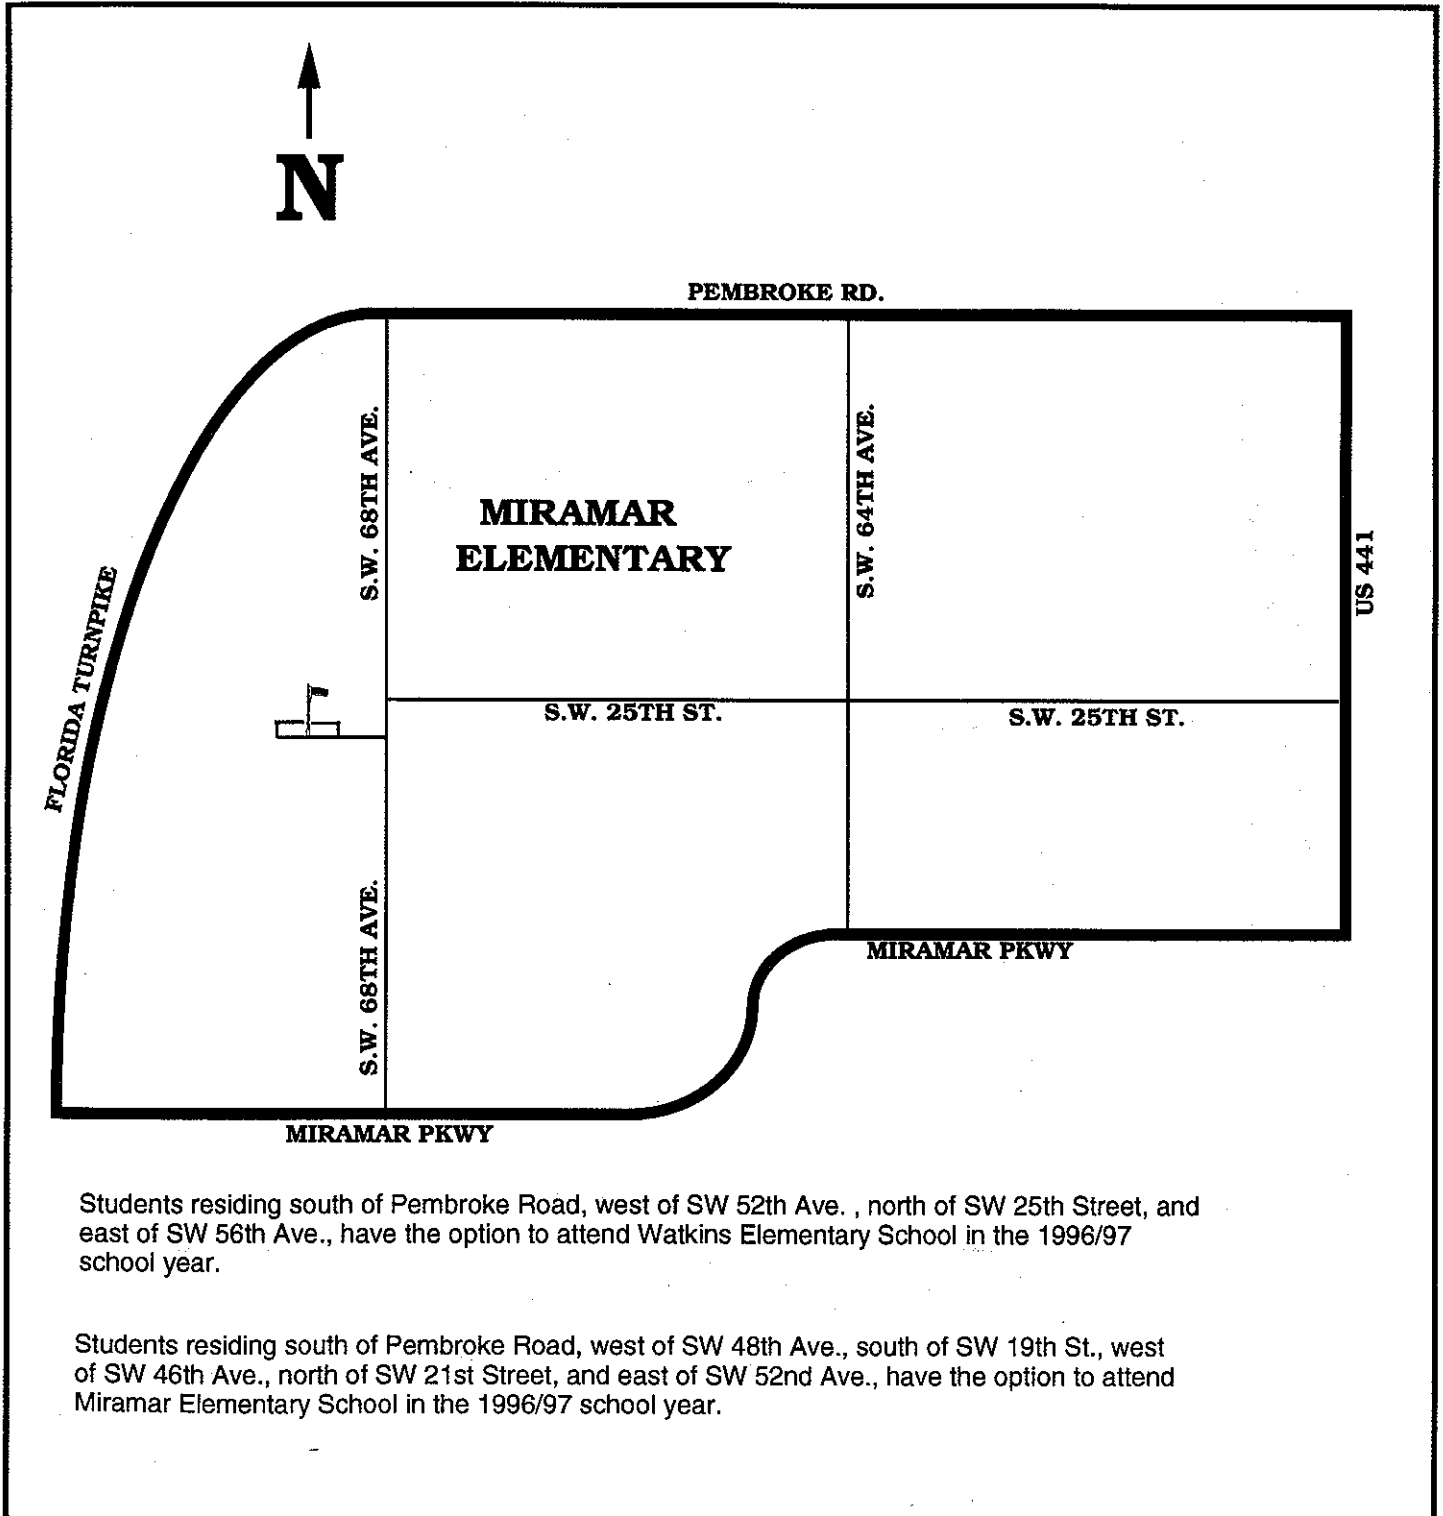 N
PEMBROKE RD.
S.W. 68TH AVE.
S.W. 64TH AVE.
MIRAMAR
ELEMENTARY
US 441
FLORIDA TURNPIKE
S.W. 25TH ST.
S.W. 25TH ST.
S.W. 68TH AVE.
MIRAMAR PKWY
MIRAMAR PKWY
Students residing south of Pembroke Road, west of SW 52th Ave. , north of SW 25th Street, and
east of SW 56th Ave., have the option to attend Watkins Elementary School in the 1996/97
school year.
Students residing south of Pembroke Road, west of SW 48th Ave., south of SW 19th St., west
of SW 46th Ave., north of SW 21st Street, and east of SW 52nd Ave., have the option to attend
Miramar Elementary School in the 1996/97 school year.